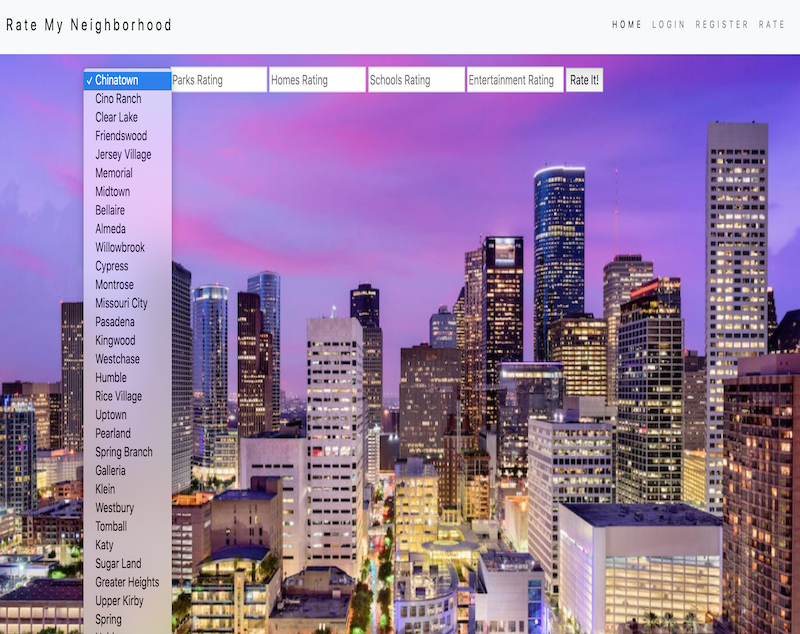 Rate My Neighborhood
HOME LOGIN REGISTER RATE
✓ Chinatown
Parks Rating
Homes Rating
Schools Rating
Entertainment Rating
Rate It!
Cino Ranch
Clear Lake
Friendswood
Jersey Village
Memorial
Midtown
Bellaire
Almeda
Willowbrook
Cypress
Montrose
Missouri City
Pasadena
Kingwood
Westchase
Humble
Rice Village
Uptown
Pearland
Spring Branch
Galleria
Klein
Westbury
Tomball
Katy
Sugar Land
Greater Heights
Upper Kirby
Spring